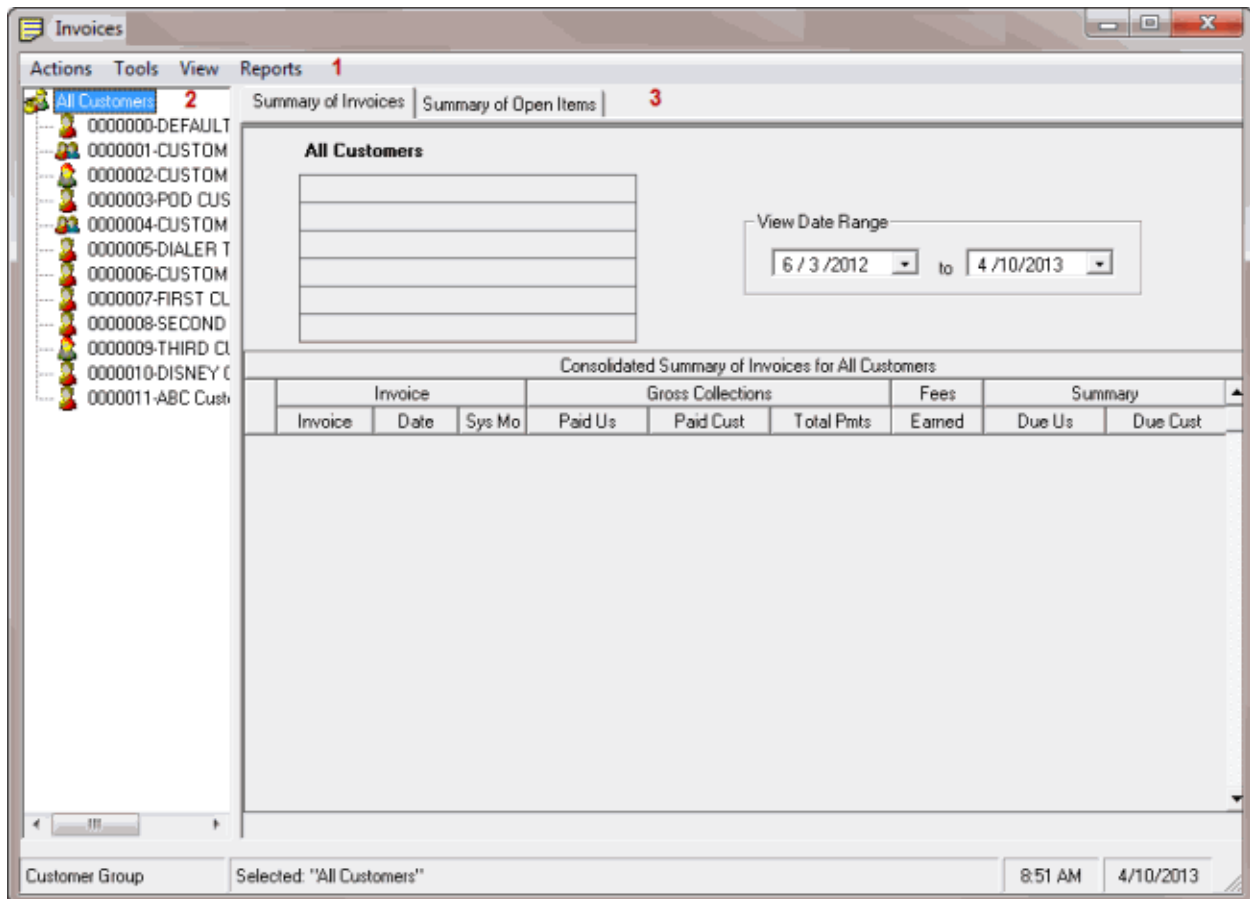 Invoices
Actions Tools View Reports 1
All Customers 2
0000000-DEFAULT
0000001-CUSTOM
0000002-CUSTOM
0000003-POD CUS
0000004-CUSTOM
0000005-DIALER T
0000006-CUSTOM
0000007-FIRST CL
0000008-SECOND
0000009-THIRD CU
0000010-DISNEY C
0000011-ABC Cust
Summary of Invoices Summary of Open Items 3
All Customers
View Date Range
6 / 3 /2012 to 4 /10/2013
Consolidated Summary of Invoices for All Customers
Invoice Gross Collections Fees Summary
Invoice Date Sys Mo Paid Us Paid Cust Total Pmts Earned Due Us Due Cust
Customer Group Selected: "All Customers" 8:51 AM 4/10/2013